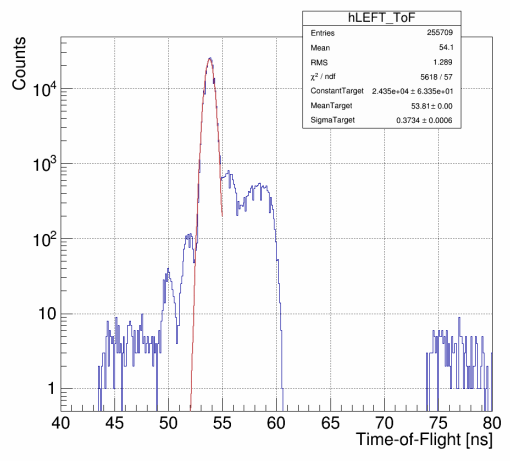 hLEFT_ToF
Entries 255709
Mean 54.1
RMS 1.289
χ² / ndf 5618 / 57
ConstantTarget 2.435e+04 ± 6.335e+01
MeanTarget 53.81 ± 0.00
SigmaTarget 0.3734 ± 0.0006
Counts
10⁴
10³
10²
10
1
40 45 50 55 60 65 70 75 80
Time-of-Flight [ns]